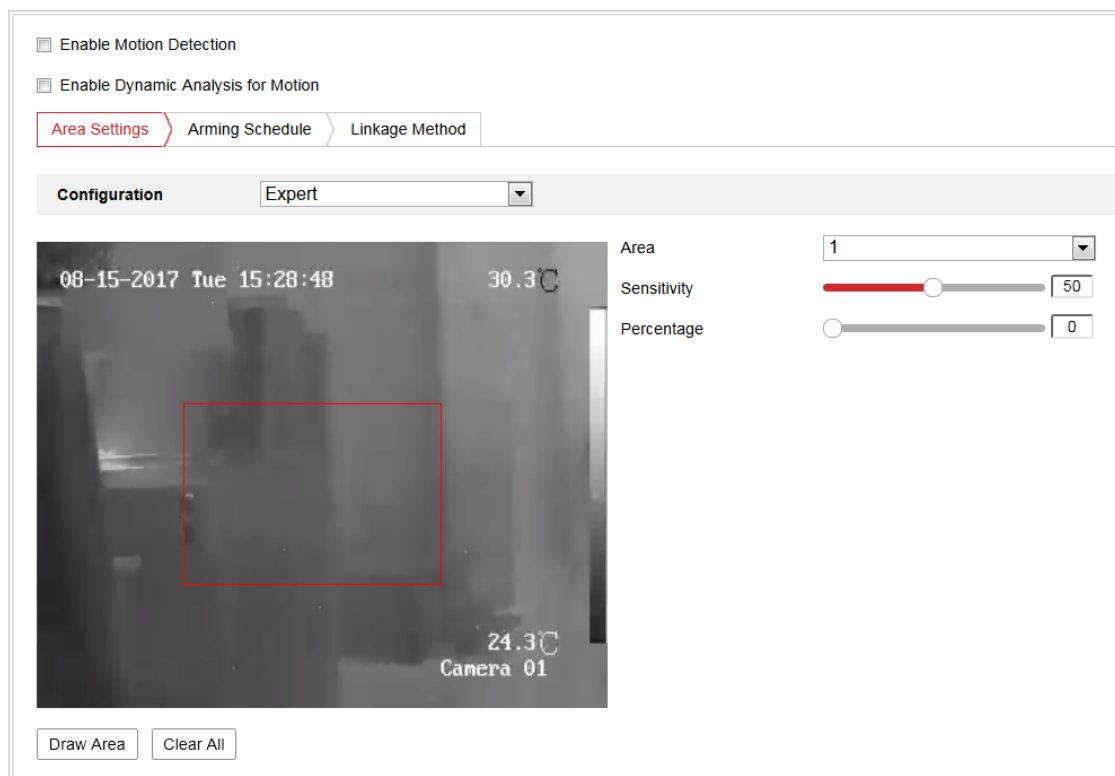 Enable Motion Detection
Enable Dynamic Analysis for Motion
Area Settings Arming Schedule Linkage Method
Configuration Expert
08-15-2017 Tue 15:28:48 30.3℃
24.3℃
Camera 01
Area 1
Sensitivity 50
Percentage 0
Draw Area Clear All